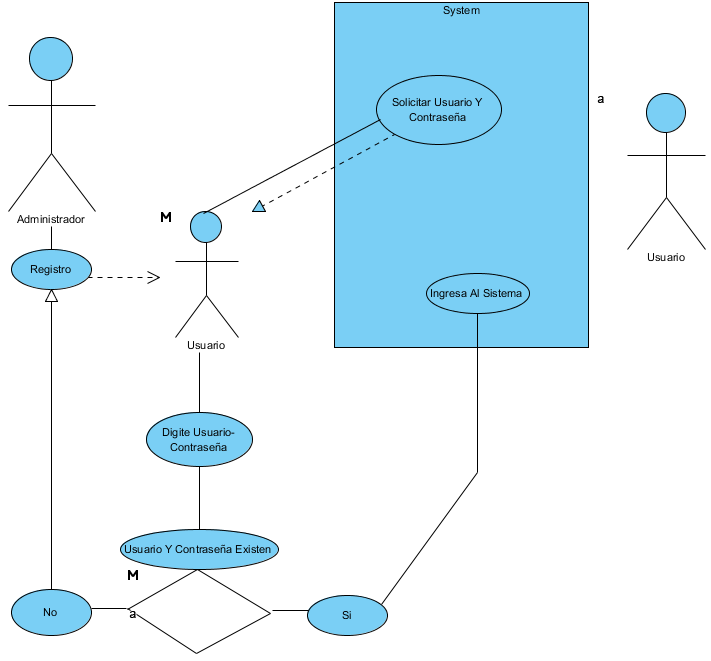 System
Solicitar Usuario Y
Contraseña
a
Administrador
M
Usuario
Registro
Ingresa Al Sistema
Usuario
Digite Usuario-
Contraseña
Usuario Y Contraseña Existen
M
No
a
Si